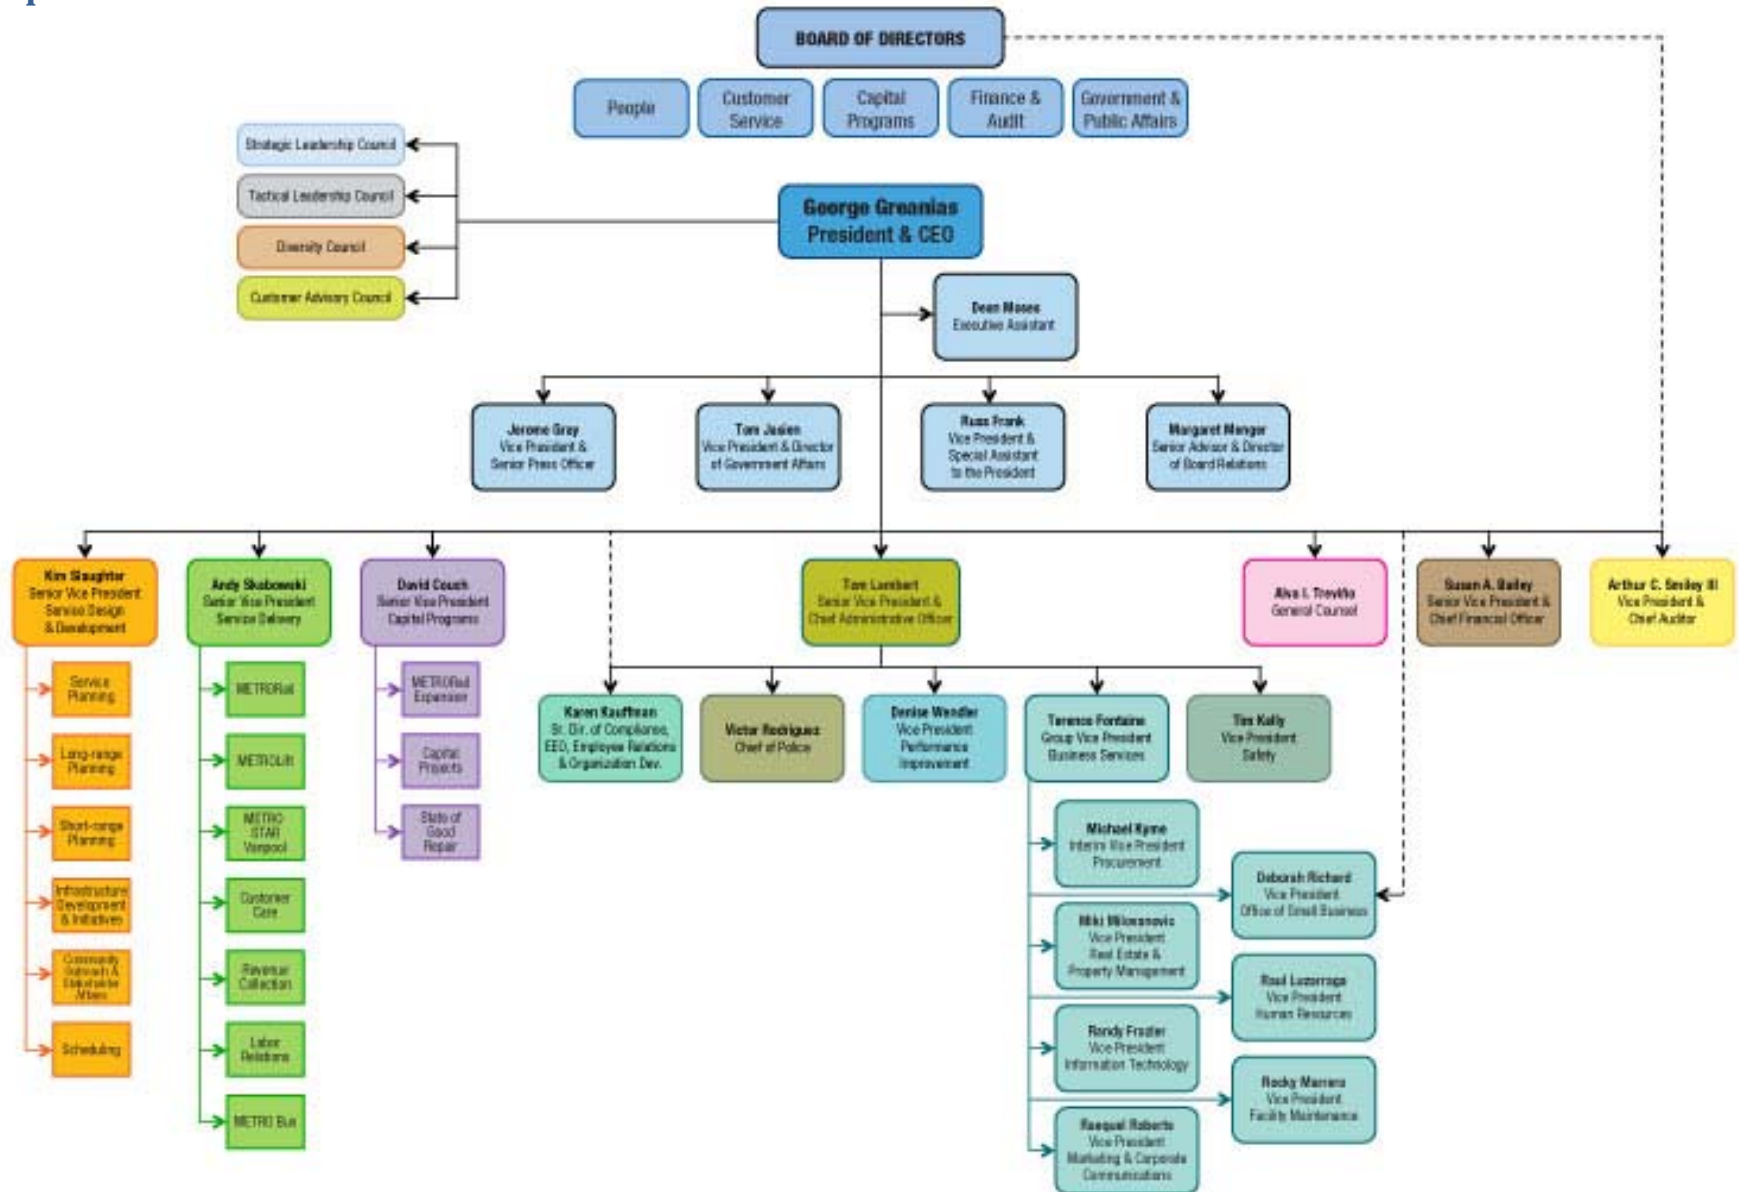 BOARD OF DIRECTORS
People
Customer
Service
Capital
Programs
Finance &
Audit
Government &
Public Affairs
Strategic Leadership Council
Tactical Leadership Council
Diversity Council
Customer Advisory Council
George Greanias
President & CEO
Dean Moses
Executive Assistant
Jerome Gray
Vice President &
Senior Press Officer
Tom Jasien
Vice President & Director
of Government Affairs
Russ Frank
Vice President &
Special Assistant
to the President
Margaret Menger
Senior Advisor & Director
of Board Relations
Kim Slaughter
Senior Vice President
Service Design
& Development
Andy Skabowski
Senior Vice President
Service Delivery
David Couch
Senior Vice President
Capital Programs
Tom Lambert
Senior Vice President &
Chief Administrative Officer
Alva I. Treviño
General Counsel
Susan A. Bailey
Senior Vice President &
Chief Financial Officer
Arthur C. Smiley III
Vice President &
Chief Auditor
Service
Planning
Long-range
Planning
Short-range
Planning
Infrastructure
Development
& Initiatives
Community
Outreach &
Stakeholder
Affairs
Scheduling
METRORail
METROLift
METRO
STAR
Vanpool
Customer
Care
Revenue
Collection
Labor
Relations
METRO Bus
METRORail
Expansion
Capital
Projects
State of
Good
Repair
Karen Kauffman
Sr. Dir. of Compliance,
EEO, Employee Relations
& Organization Dev.
Victor Rodriguez
Chief of Police
Denise Wendler
Vice President
Performance
Improvement
Terence Fontaine
Group Vice President
Business Services
Tim Kelly
Vice President
Safety
Michael Kyme
Interim Vice President
Procurement
Deborah Richard
Vice President
Office of Small Business
Miki Milovanovic
Vice President
Real Estate &
Property Management
Raul Luzarraga
Vice President
Human Resources
Randy Frazier
Vice President
Information Technology
Rocky Marrero
Vice President
Facility Maintenance
Raequel Roberts
Vice President
Marketing & Corporate
Communications